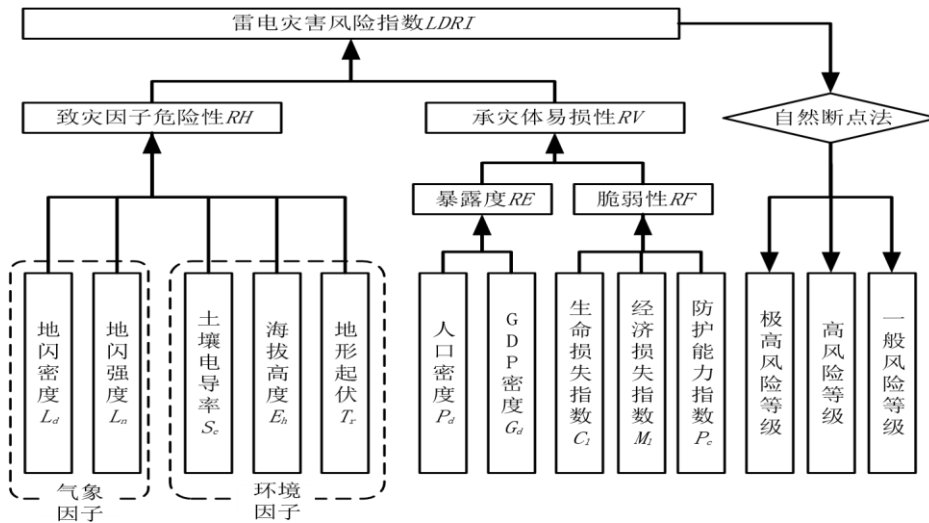 雷电灾害风险指数LDRI
致灾因子危险性RH
承灾体易损性RV
自然断点法
暴露度RE
脆弱性RF
地闪密度Ld
地闪强度Ln
土壤电导率Se
海拔高度Eh
地形起伏Tr
人口密度Pd
GDP密度Gd
生命损失指数Cl
经济损失指数Ml
防护能力指数Pc
极高风险等级
高风险等级
一般风险等级
气象
因子
环境
因子